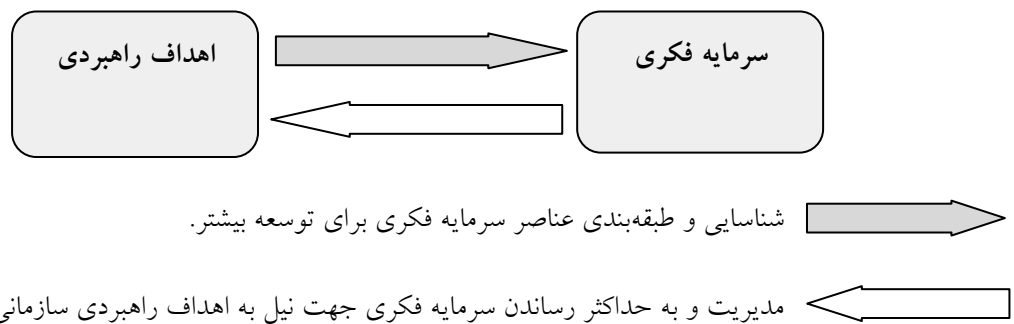 سرمایه فکری
اهداف راهبردی
شناسایی و طبقه‌بندی عناصر سرمایه فکری برای توسعه بیشتر.
مدیریت و به حداکثر رساندن سرمایه فکری جهت نیل به اهداف راهبردی سازمانی